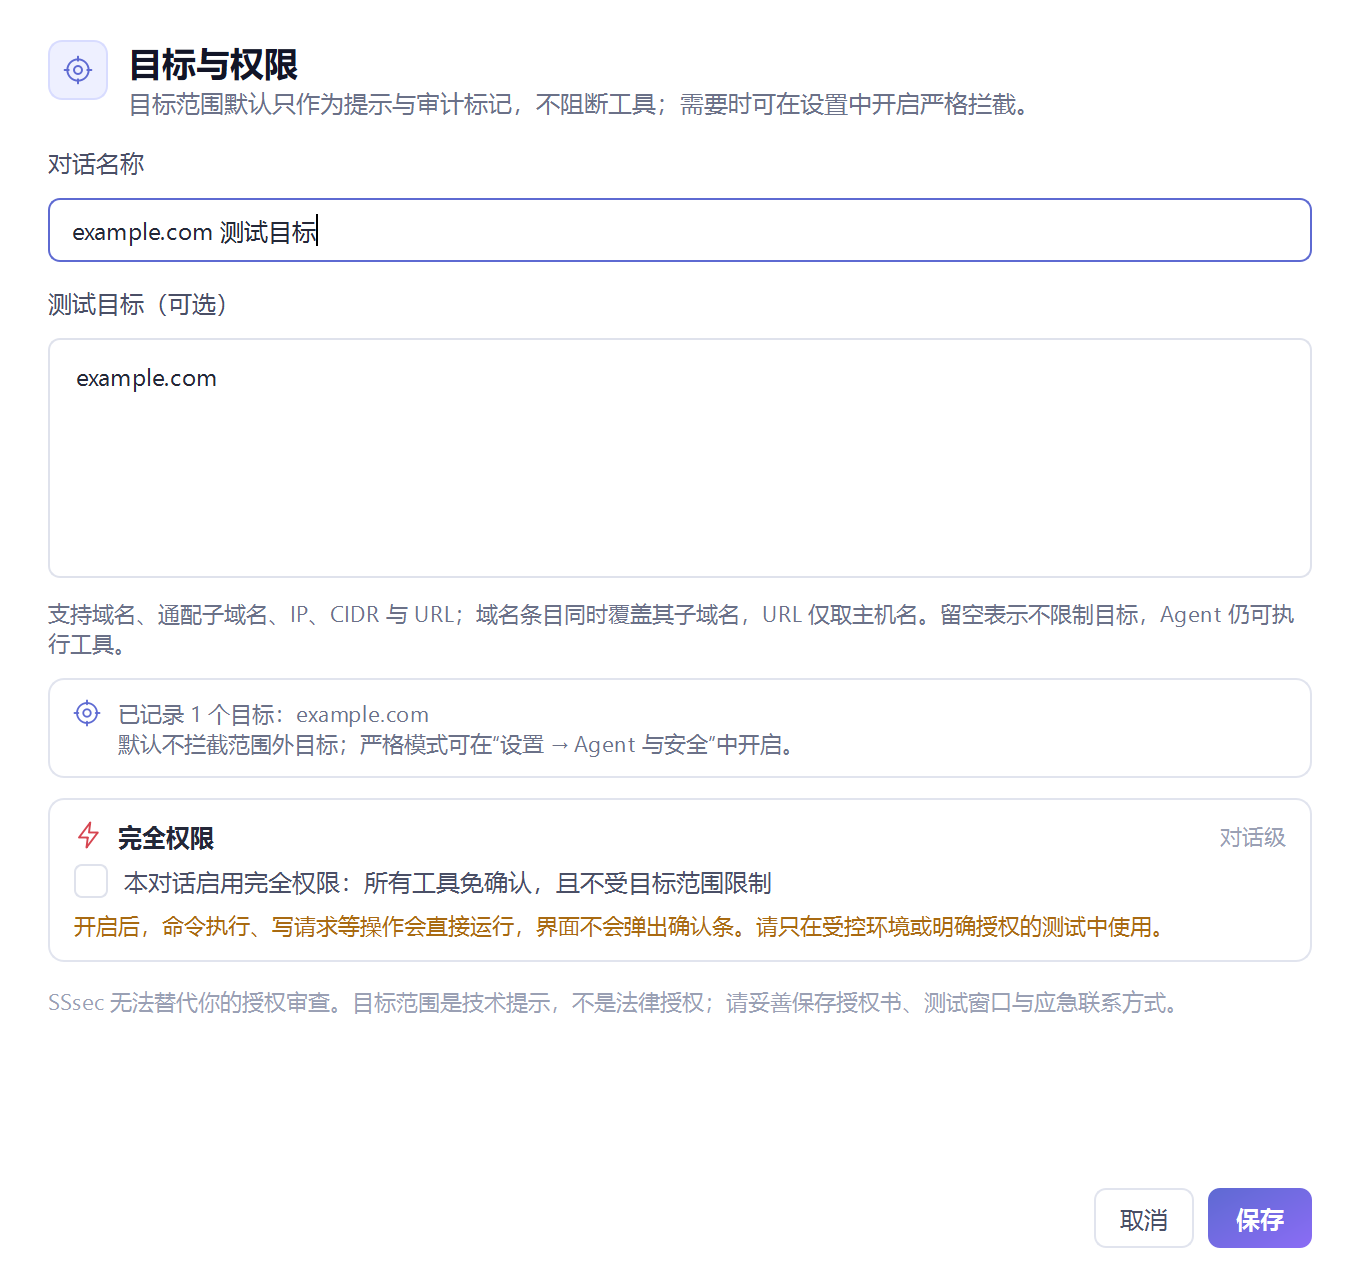 目标与权限
目标范围默认只作为提示与审计标记，不阻断工具；需要时可在设置中开启严格拦截。
对话名称
example.com 测试目标
测试目标（可选）
example.com
支持域名、通配子域名、IP、CIDR 与 URL；域名条目同时覆盖其子域名，URL 仅取主机名。留空表示不限制目标，Agent 仍可执
行工具。
已记录 1 个目标：example.com
默认不拦截范围外目标；严格模式可在“设置 → Agent 与安全”中开启。
完全权限
对话级
本对话启用完全权限：所有工具免确认，且不受目标范围限制
开启后，命令执行、写请求等操作会直接运行，界面不会弹出确认条。请只在受控环境或明确授权的测试中使用。
SSsec 无法替代你的授权审查。目标范围是技术提示，不是法律授权；请妥善保存授权书、测试窗口与应急联系方式。
取消
保存